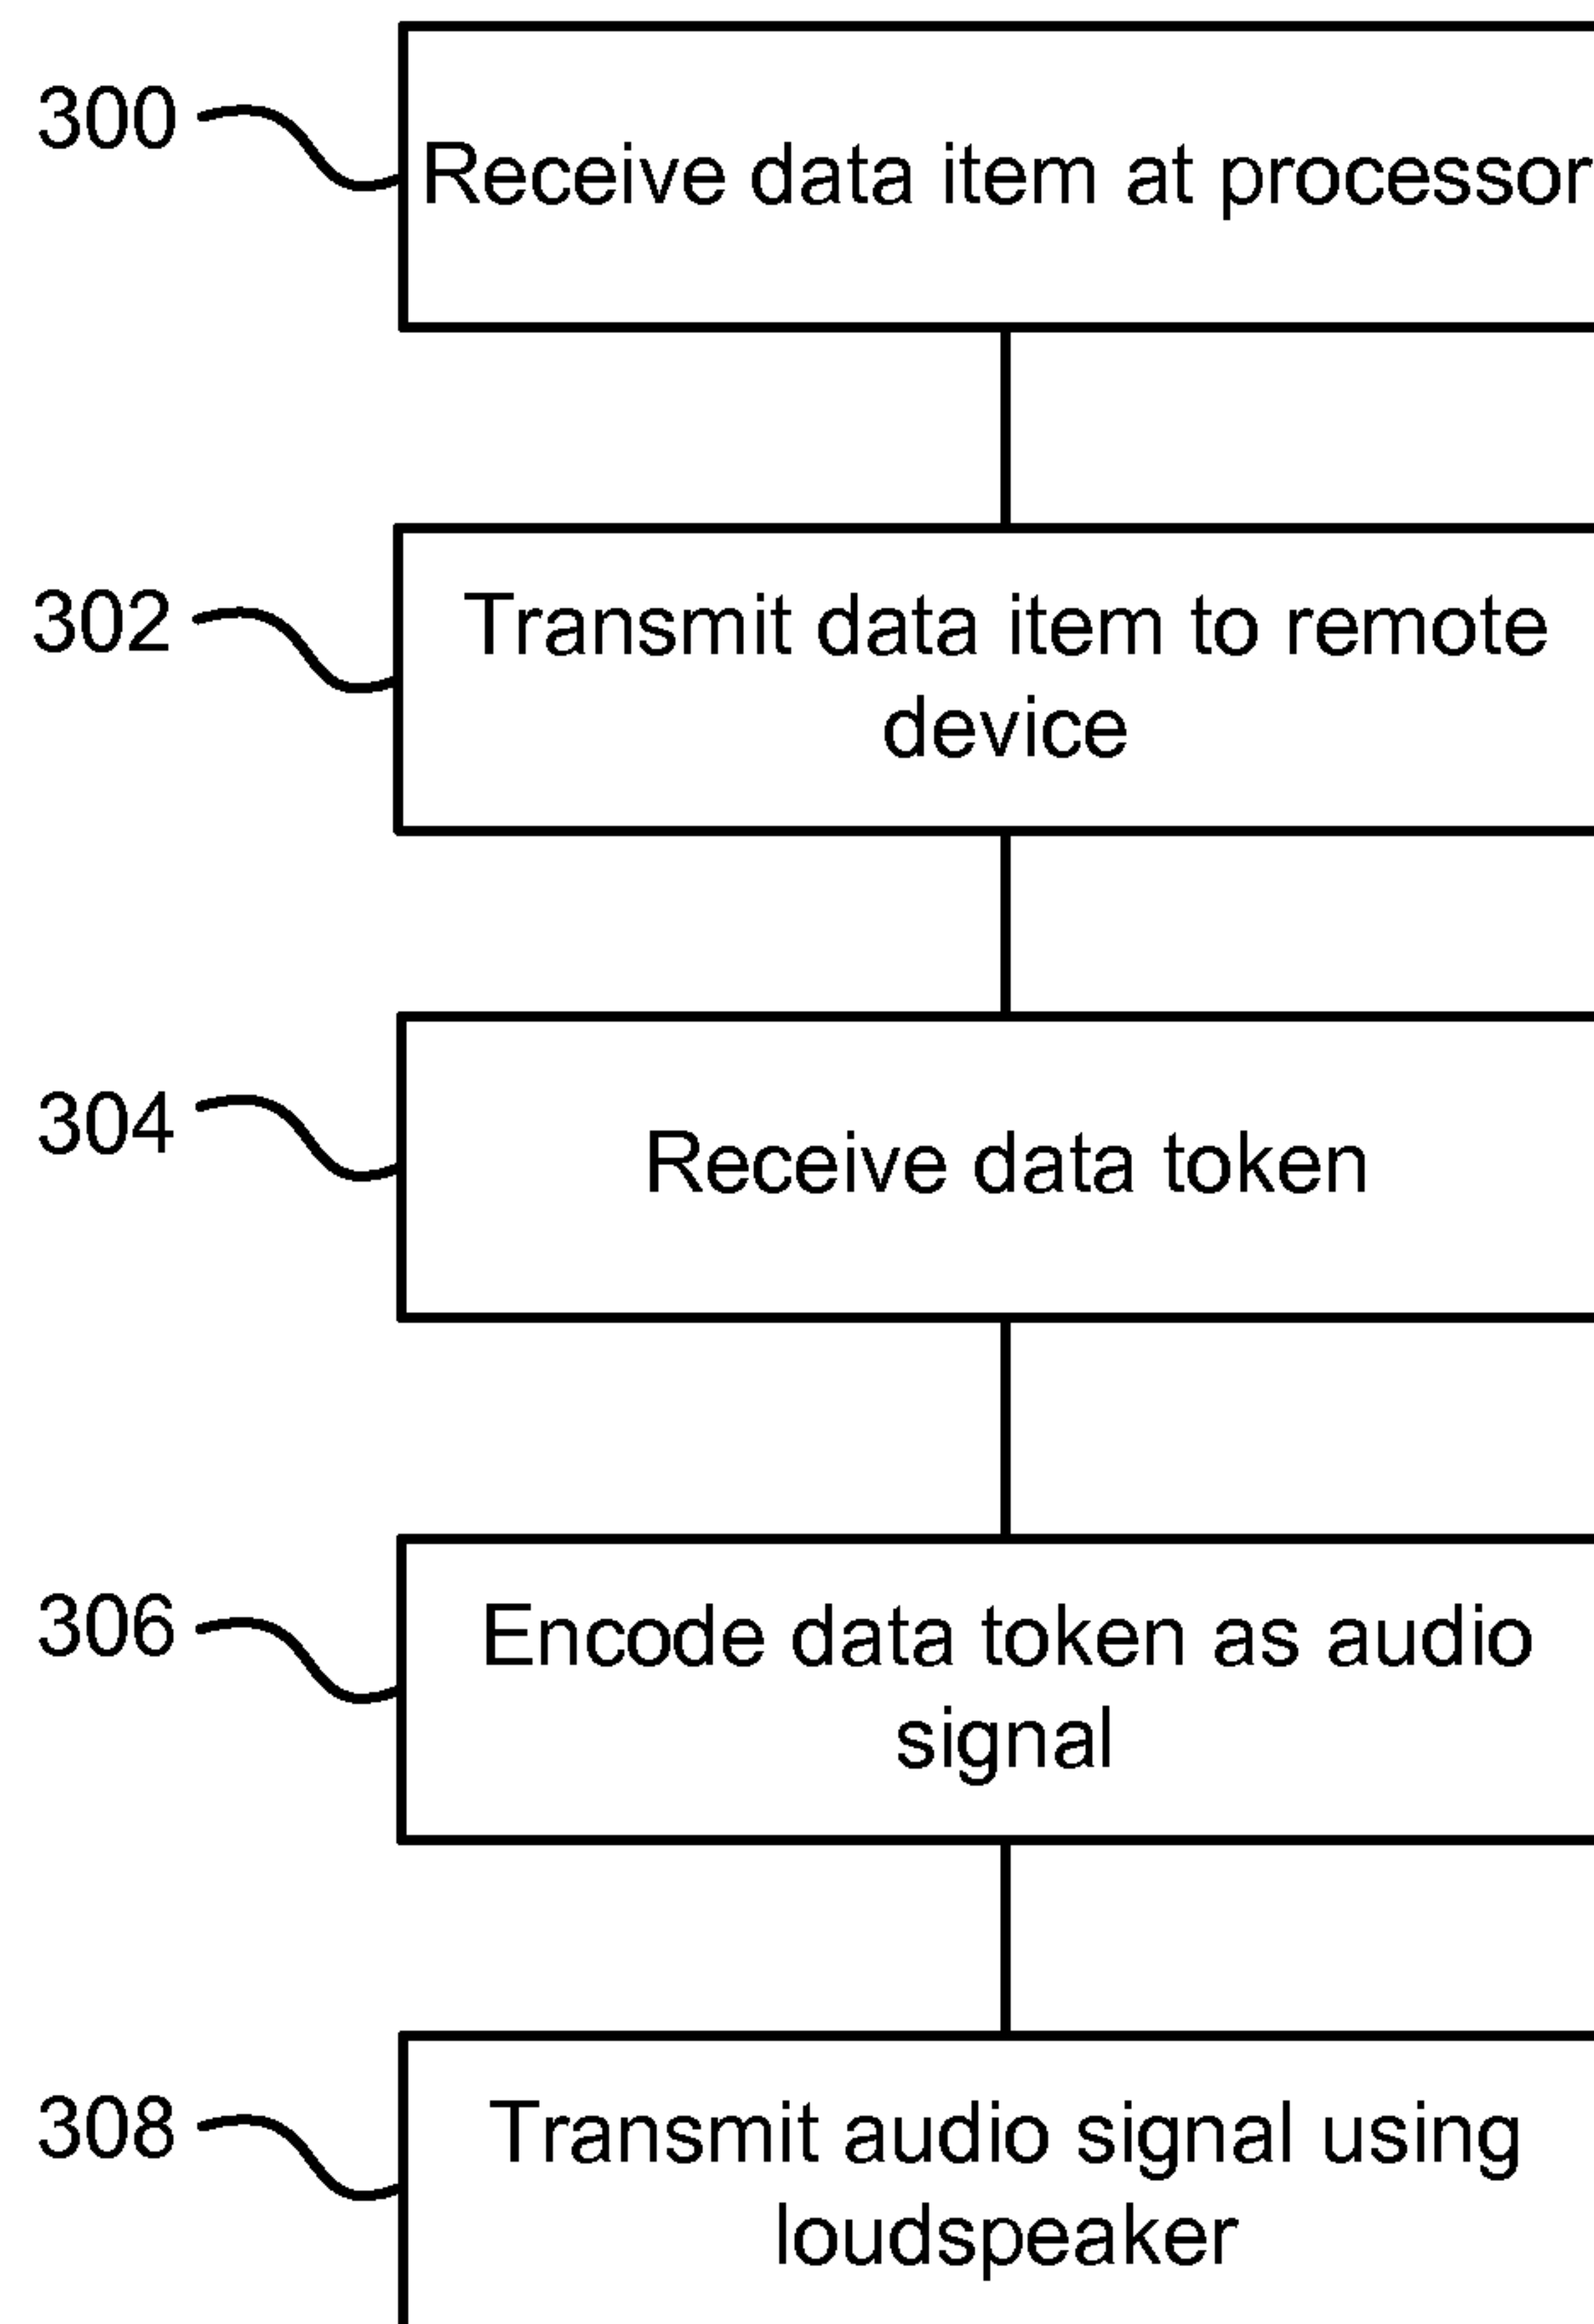 300
Receive data item at processor
302
Transmit data item to remote
device
304
Receive data token
306
Encode data token as audio
signal
308
Transmit audio signal using
loudspeaker